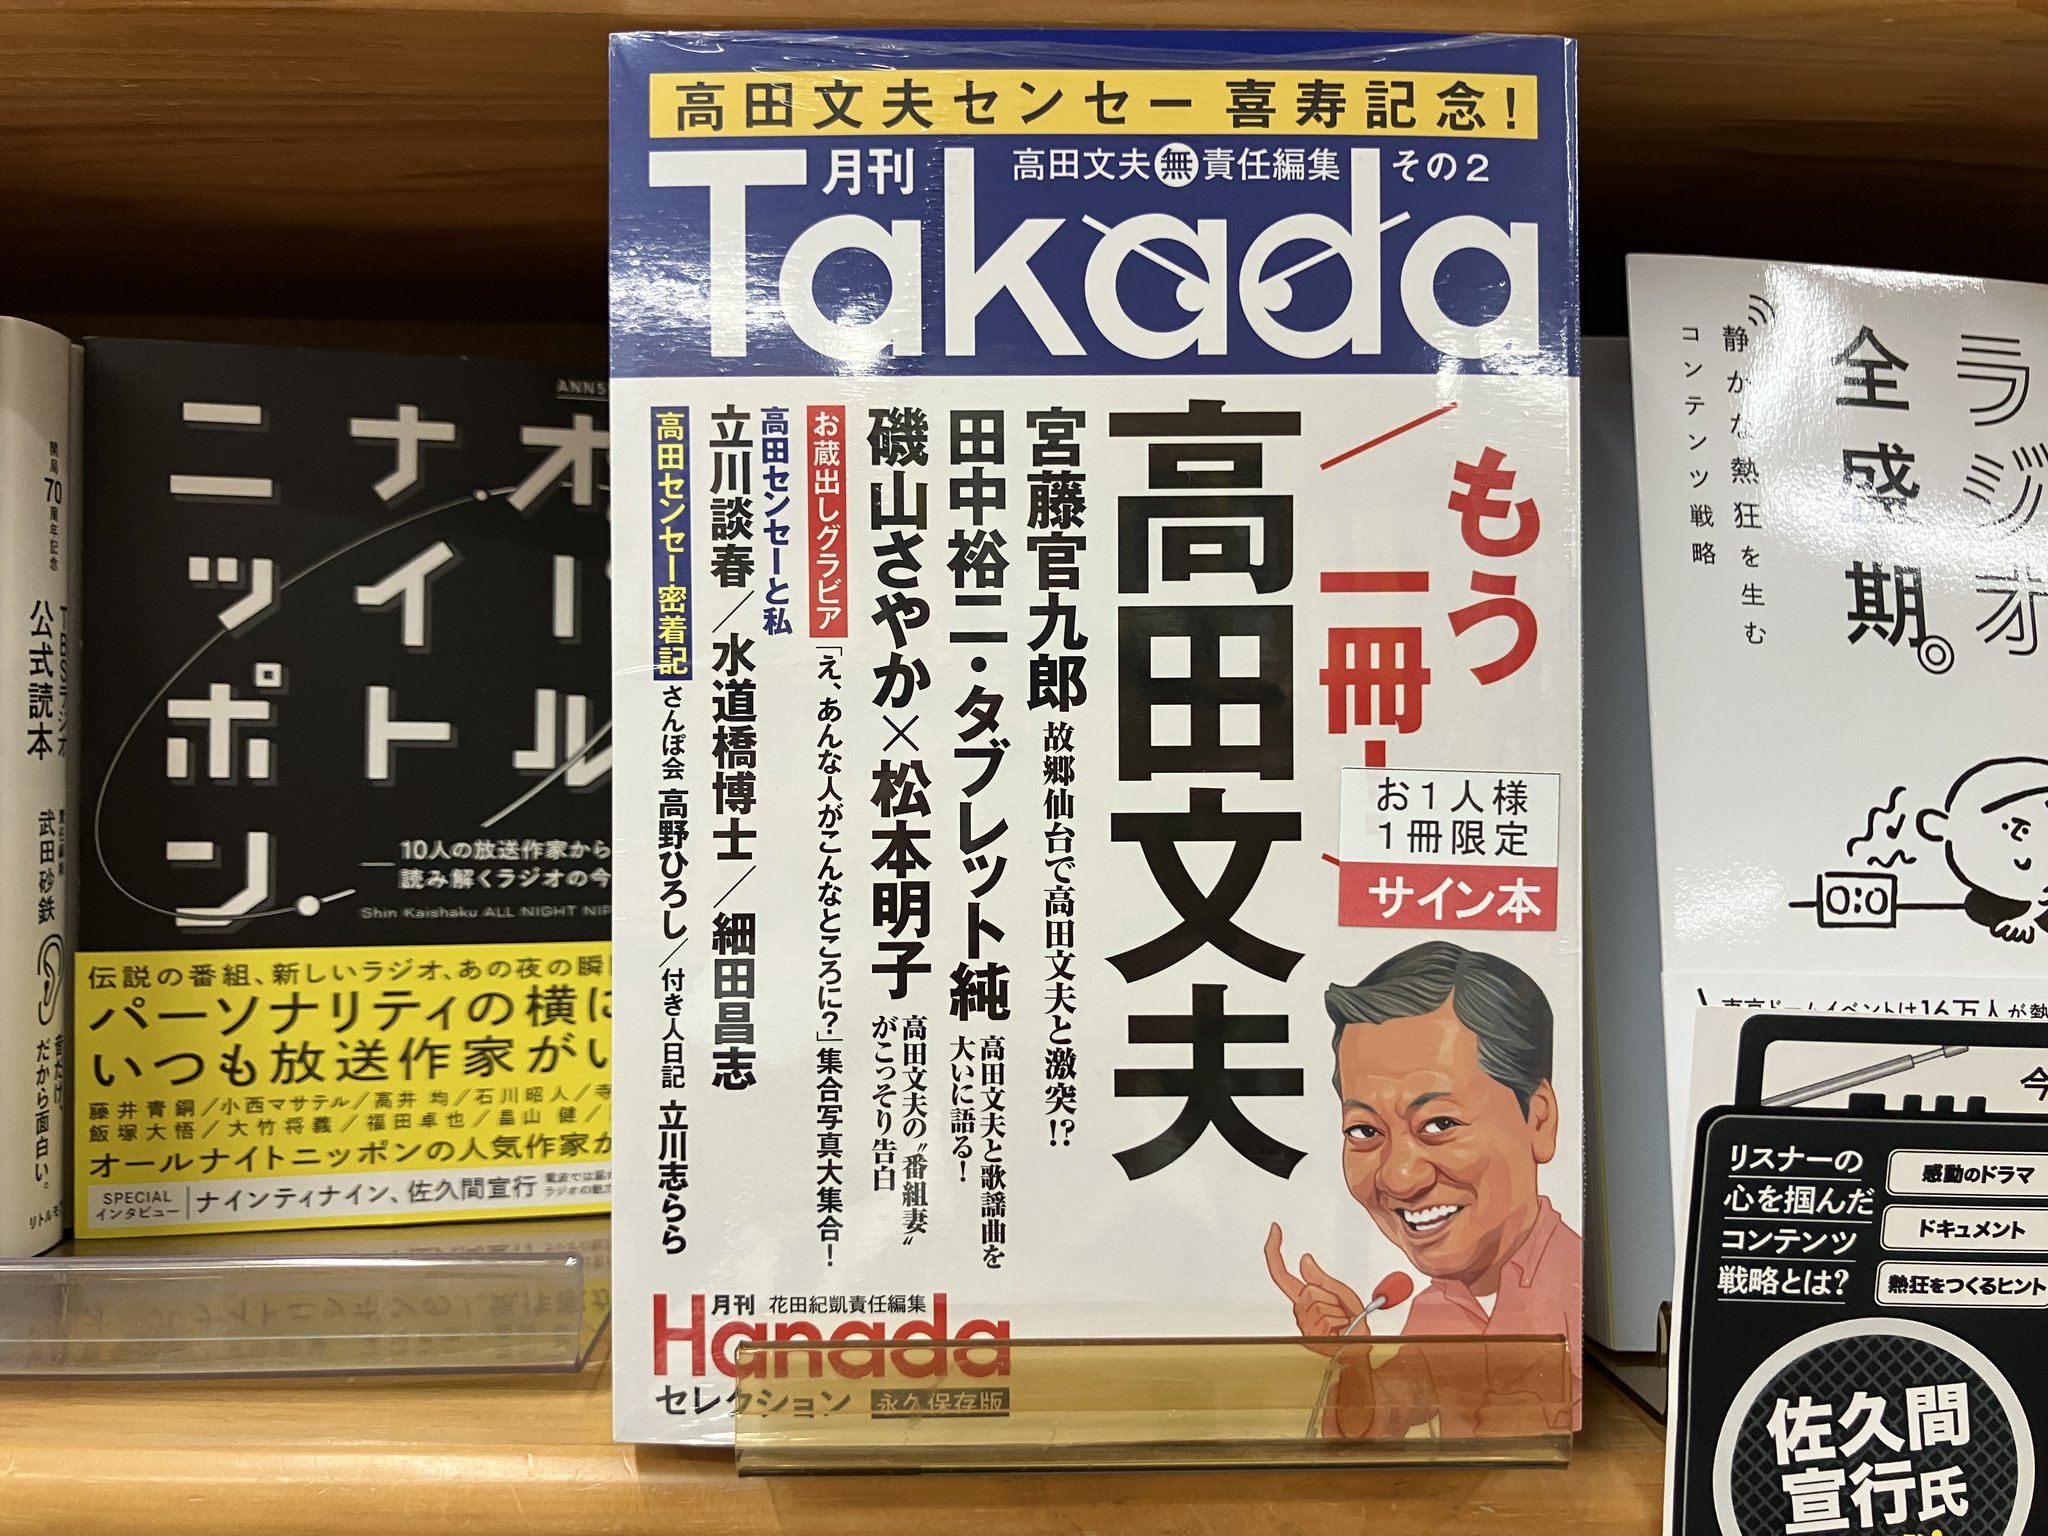 高田文夫センセー 喜寿記念!
月刊
高田文夫無責任編集 その2
Takada
もう
一冊!
高田文夫
お1人様
1冊限定
サイン本
宮藤官九郎 故郷仙台で高田文夫と激突!?
田中裕二・タブレット純 高田文夫と歌謡曲を
大いに語る!
磯山さやか×松本明子 高田文夫の“番組妻”
がこっそり告白
お蔵出しグラビア 「え、あんな人がこんなところに?」集合写真大集合!
高田センセーと私
立川談春/水道橋博士/細田昌志
高田センセー密着記 さんぽ会 高野ひろし/付き人日記 立川志らら
月刊 花田紀凱責任編集
Hanada
セレクション 永久保存版
開局70周年記念
TBSラジオ
公式読本
武田砂鉄
音だけ、
だから面白い。
オール
ナイト
ニッポン
10人の放送作家から
読み解くラジオの今
Shin Kaishaku ALL NIGHT NIP
伝説の番組、新しいラジオ、あの夜の瞬
パーソナリティの横に
いつも放送作家がい
藤井青銅/小西マサテル/高井 均/石川昭人/寺
飯塚大悟/大竹将義/福田卓也/畠山 健/
オールナイトニッポンの人気作家が
SPECIAL
インタビュー
ナインティナイン、佐久間宣行
ラジオ
全盛期。
静かな熱狂を生む
コンテンツ戦略
東京ドームイベントは16万人が熱
今
リスナーの
心を掴んだ
コンテンツ
戦略とは?
感動のドラマ
ドキュメント
熱狂をつくるヒント
佐久間
宣行氏